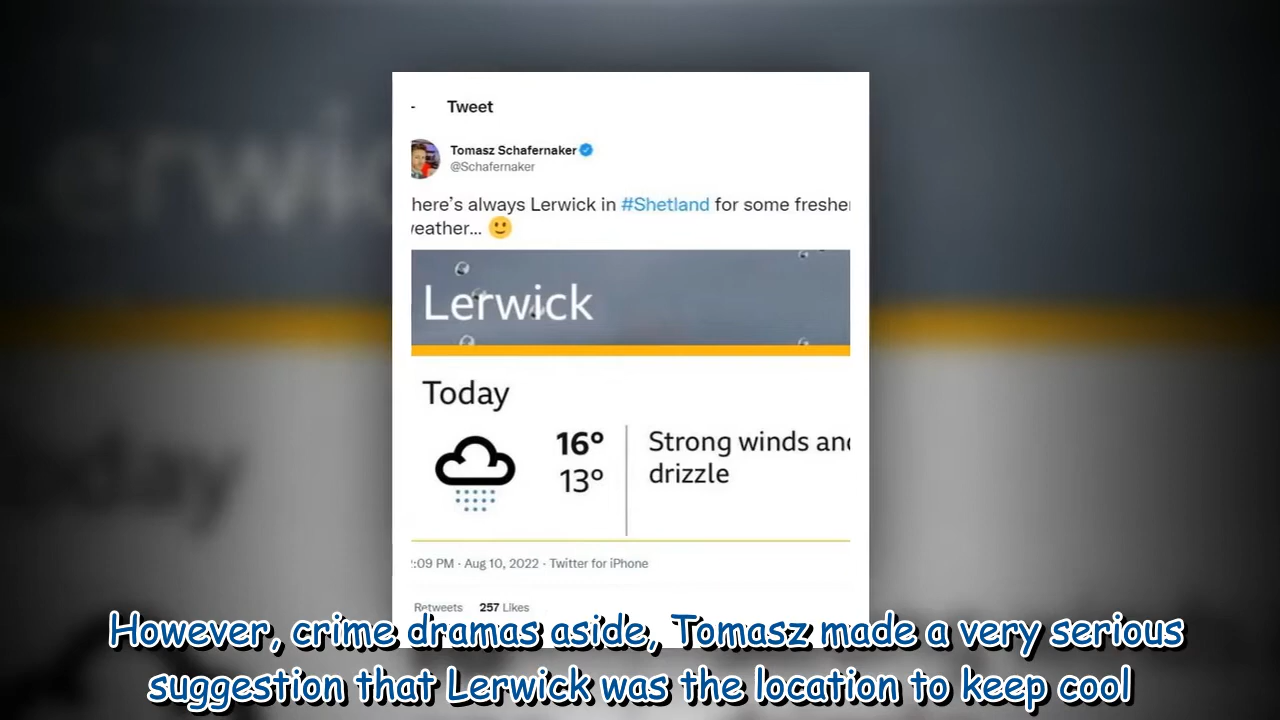 Tweet
Tomasz Schafernaker
@Schafernaker
here's always Lerwick in #Shetland for some fresher
eather... 🙂
Lerwick
Today
16°
13°
Strong winds and
drizzle
:09 PM · Aug 10, 2022 · Twitter for iPhone
Retweets 257 Likes
However, crime dramas aside, Tomasz made a very serious
suggestion that Lerwick was the location to keep cool